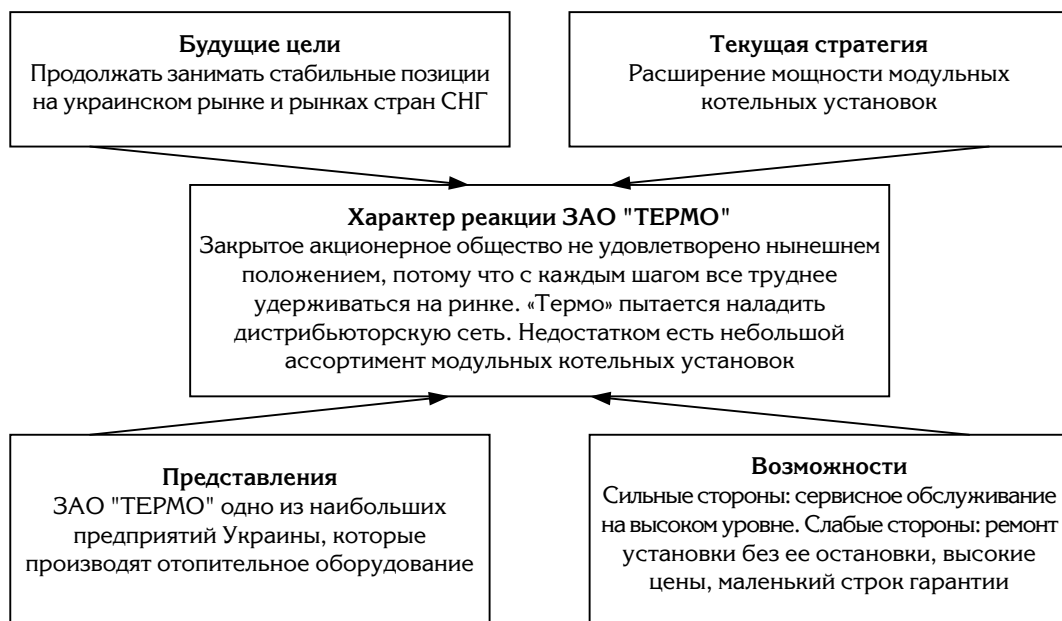 Будущие цели
Продолжать занимать стабильные позиции
на украинском рынке и рынках стран СНГ
Текущая стратегия
Расширение мощности модульных
котельных установок
Характер реакции ЗАО "ТЕРМО"
Закрытое акционерное общество не удовлетворено нынешнем
положением, потому что с каждым шагом все труднее
удерживаться на ринке. «Термо» пытается наладить
дистрибьюторскую сеть. Недостатком есть небольшой
ассортимент модульных котельных установок
Представления
ЗАО "ТЕРМО" одно из наибольших
предприятий Украины, которые
производят отопительное оборудование
Возможности
Сильные стороны: сервисное обслуживание
на высоком уровне. Слабые стороны: ремонт
установки без ее остановки, высокие
цены, маленький строк гарантии